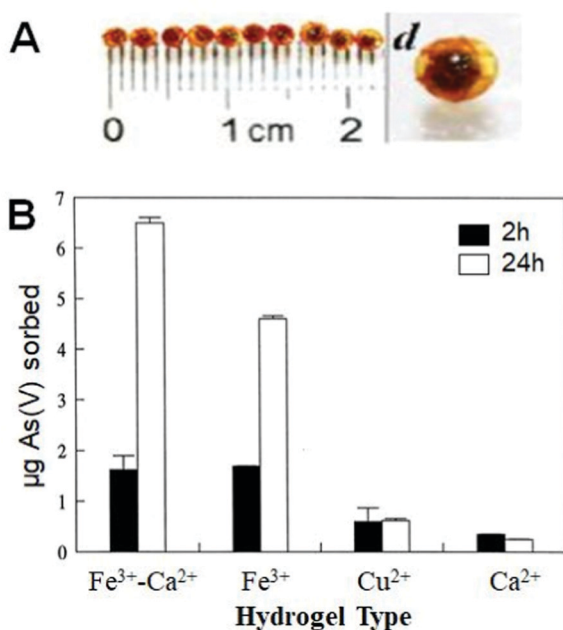 A
d
0 1 cm 2
B
7
6
5
4
3
2
1
0
µg As(V) sorbed
2h
24h
Fe³⁺-Ca²⁺ Fe³⁺ Cu²⁺ Ca²⁺
Hydrogel Type